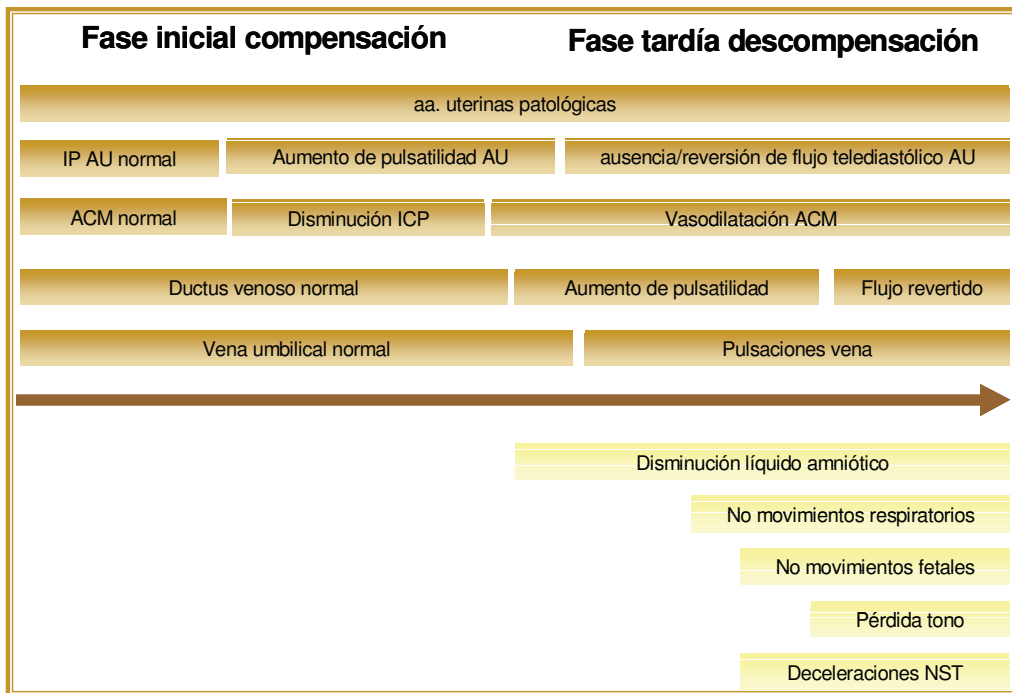 Fase inicial compensación
Fase tardía descompensación
aa. uterinas patológicas
IP AU normal
Aumento de pulsatilidad AU
ausencia/reversión de flujo telediastólico AU
ACM normal
Disminución ICP
Vasodilatación ACM
Ductus venoso normal
Aumento de pulsatilidad
Flujo revertido
Vena umbilical normal
Pulsaciones vena
Disminución líquido amniótico
No movimientos respiratorios
No movimientos fetales
Pérdida tono
Deceleraciones NST